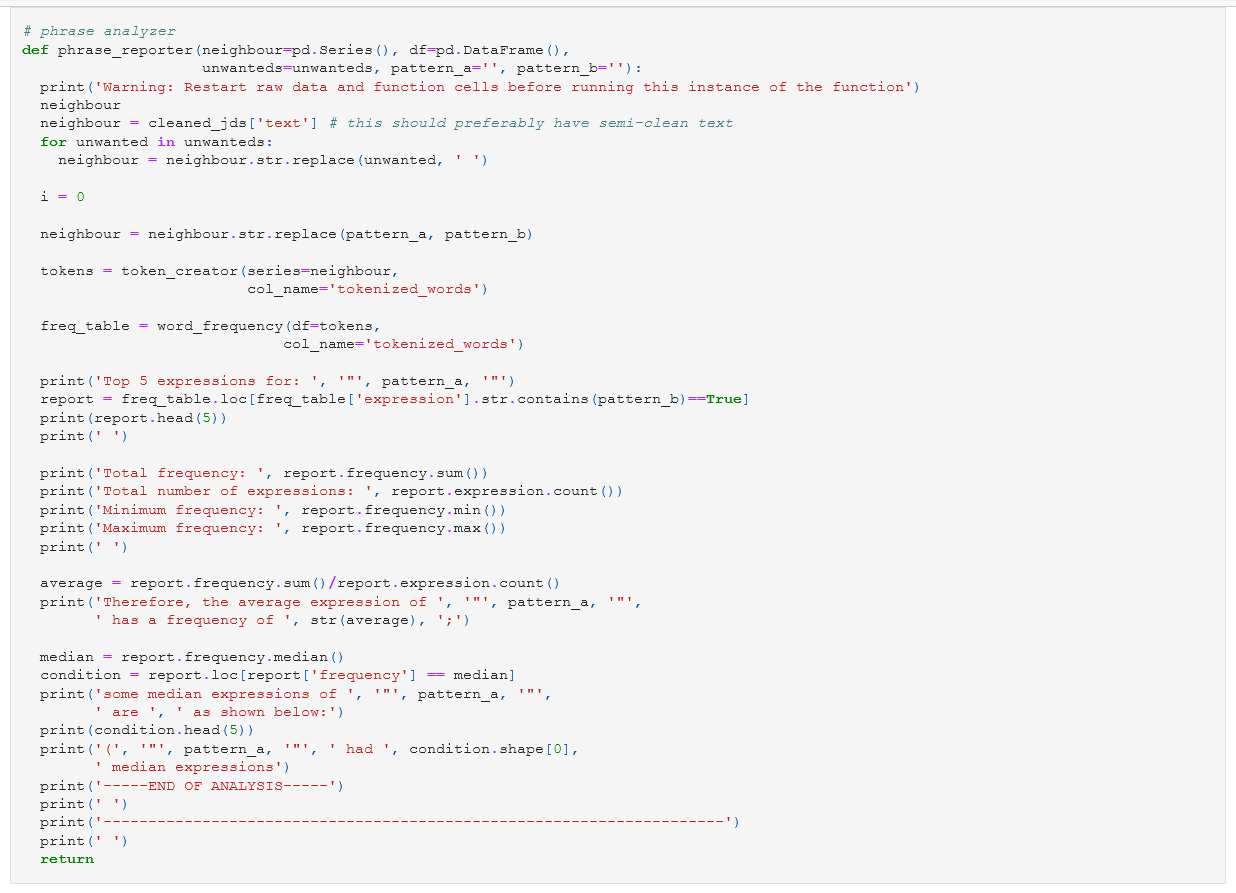 # phrase analyzer
def phrase_reporter(neighbour=pd.Series(), df=pd.DataFrame(),
                    unwanteds=unwanteds, pattern_a='', pattern_b=''):
  print('Warning: Restart raw data and function cells before running this instance of the function')
  neighbour
  neighbour = cleaned_jds['text'] # this should preferably have semi-clean text
  for unwanted in unwanteds:
    neighbour = neighbour.str.replace(unwanted, ' ')

  i = 0

  neighbour = neighbour.str.replace(pattern_a, pattern_b)

  tokens = token_creator(series=neighbour,
                         col_name='tokenized_words')

  freq_table = word_frequency(df=tokens,
                             col_name='tokenized_words')

  print('Top 5 expressions for: ', '"', pattern_a, '"')
  report = freq_table.loc[freq_table['expression'].str.contains(pattern_b)==True]
  print(report.head(5))
  print(' ')

  print('Total frequency: ', report.frequency.sum())
  print('Total number of expressions: ', report.expression.count())
  print('Minimum frequency: ', report.frequency.min())
  print('Maximum frequency: ', report.frequency.max())
  print(' ')

  average = report.frequency.sum()/report.expression.count()
  print('Therefore, the average expression of ', '"', pattern_a, '"',
        ' has a frequency of ', str(average), ';')

  median = report.frequency.median()
  condition = report.loc[report['frequency'] == median]
  print('some median expressions of ', '"', pattern_a, '"',
        ' are ', ' as shown below:')
  print(condition.head(5))
  print('(', '"', pattern_a, '"', ' had ', condition.shape[0],
        ' median expressions')
  print('-----END OF ANALYSIS-----')
  print(' ')
  print('---------------------------------------------------------------------')
  print(' ')
  return